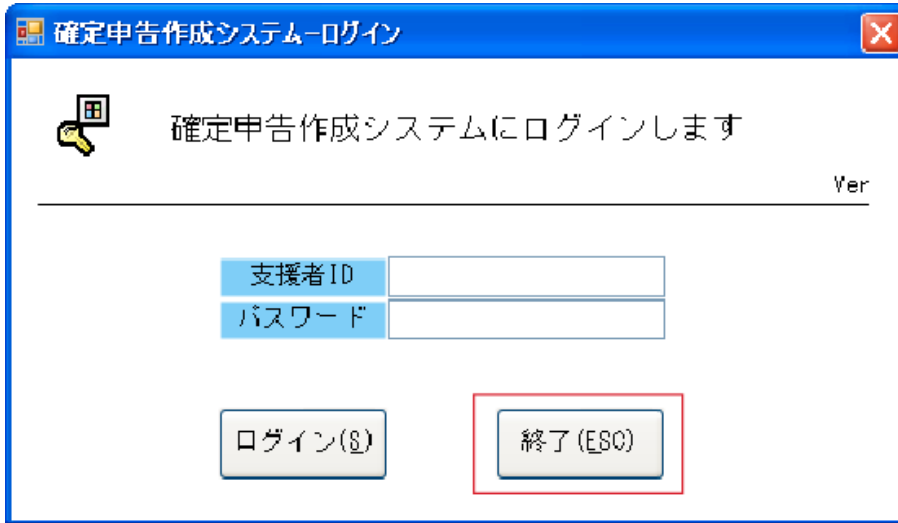 確定申告作成システムーログイン
確定申告作成システムにログインします
Ver
支援者ID
パスワード
ログイン(S)
終了(ESC)